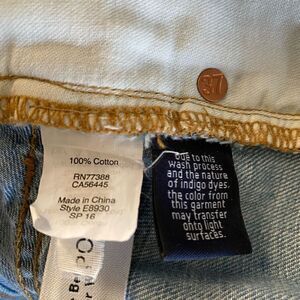 37
100% Cotton
RN77388
CA56445
Made in China
Style E8930
SP 16
Due to this
wash process
and the nature
of indigo dyes,
the color from
this garment
may transfer
onto light
surfaces.